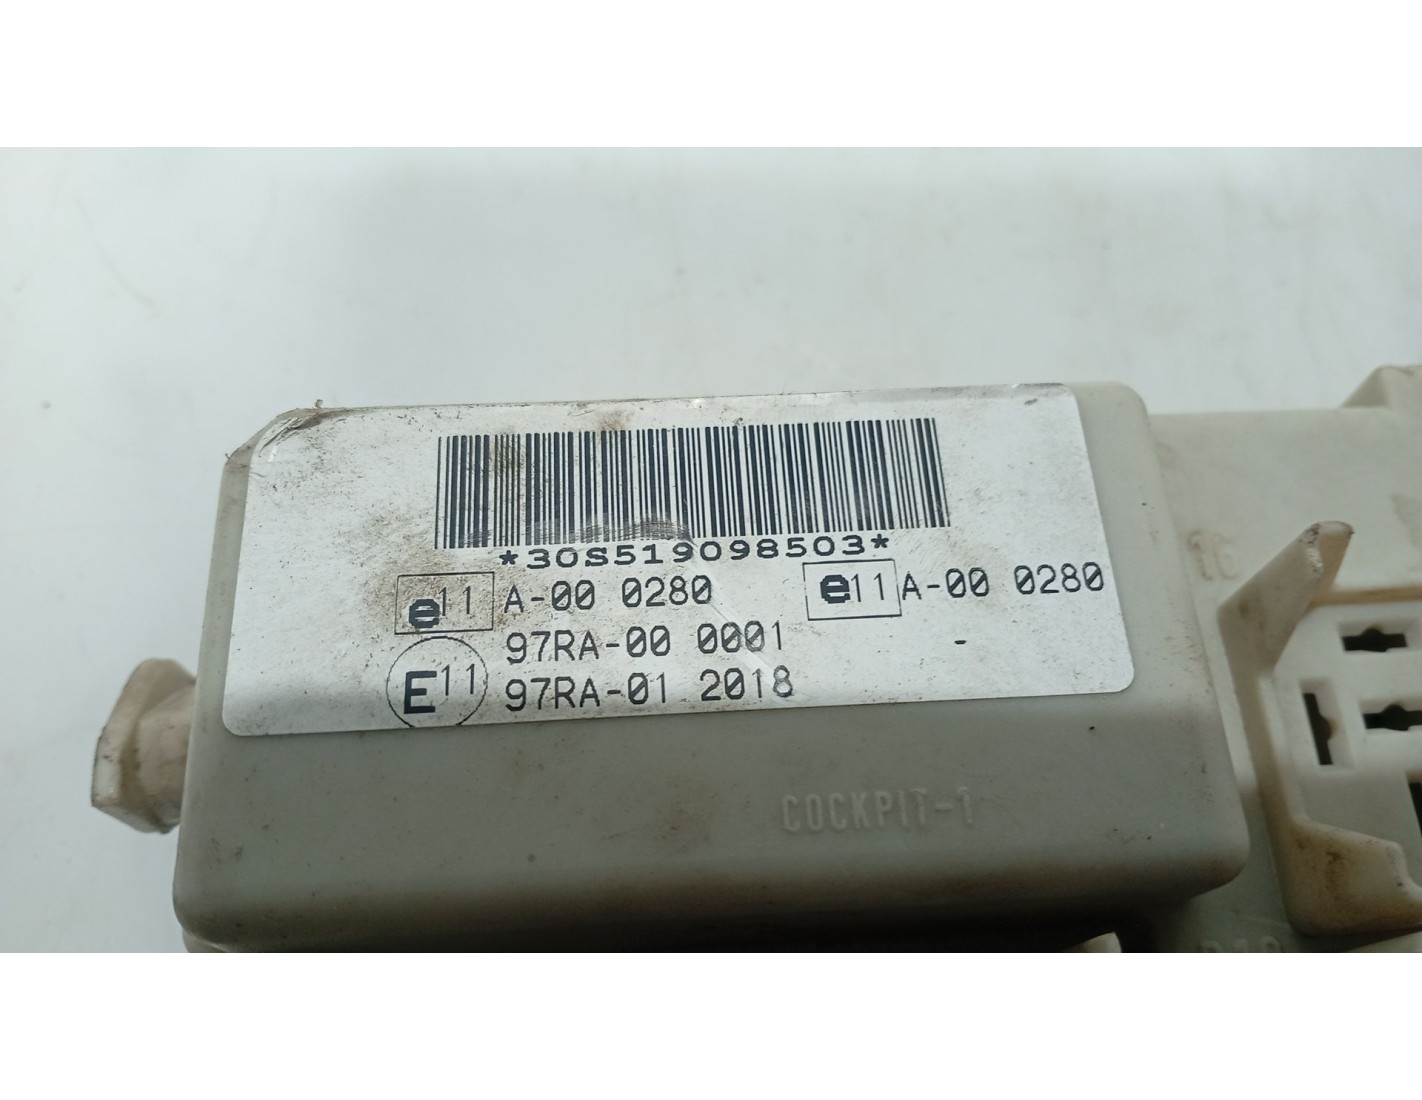 *30S519098503*
e11 A-00 0280 e11 A-00 0280
97RA-00 0001 -
E11 97RA-01 2018
COCKPIT-1
16